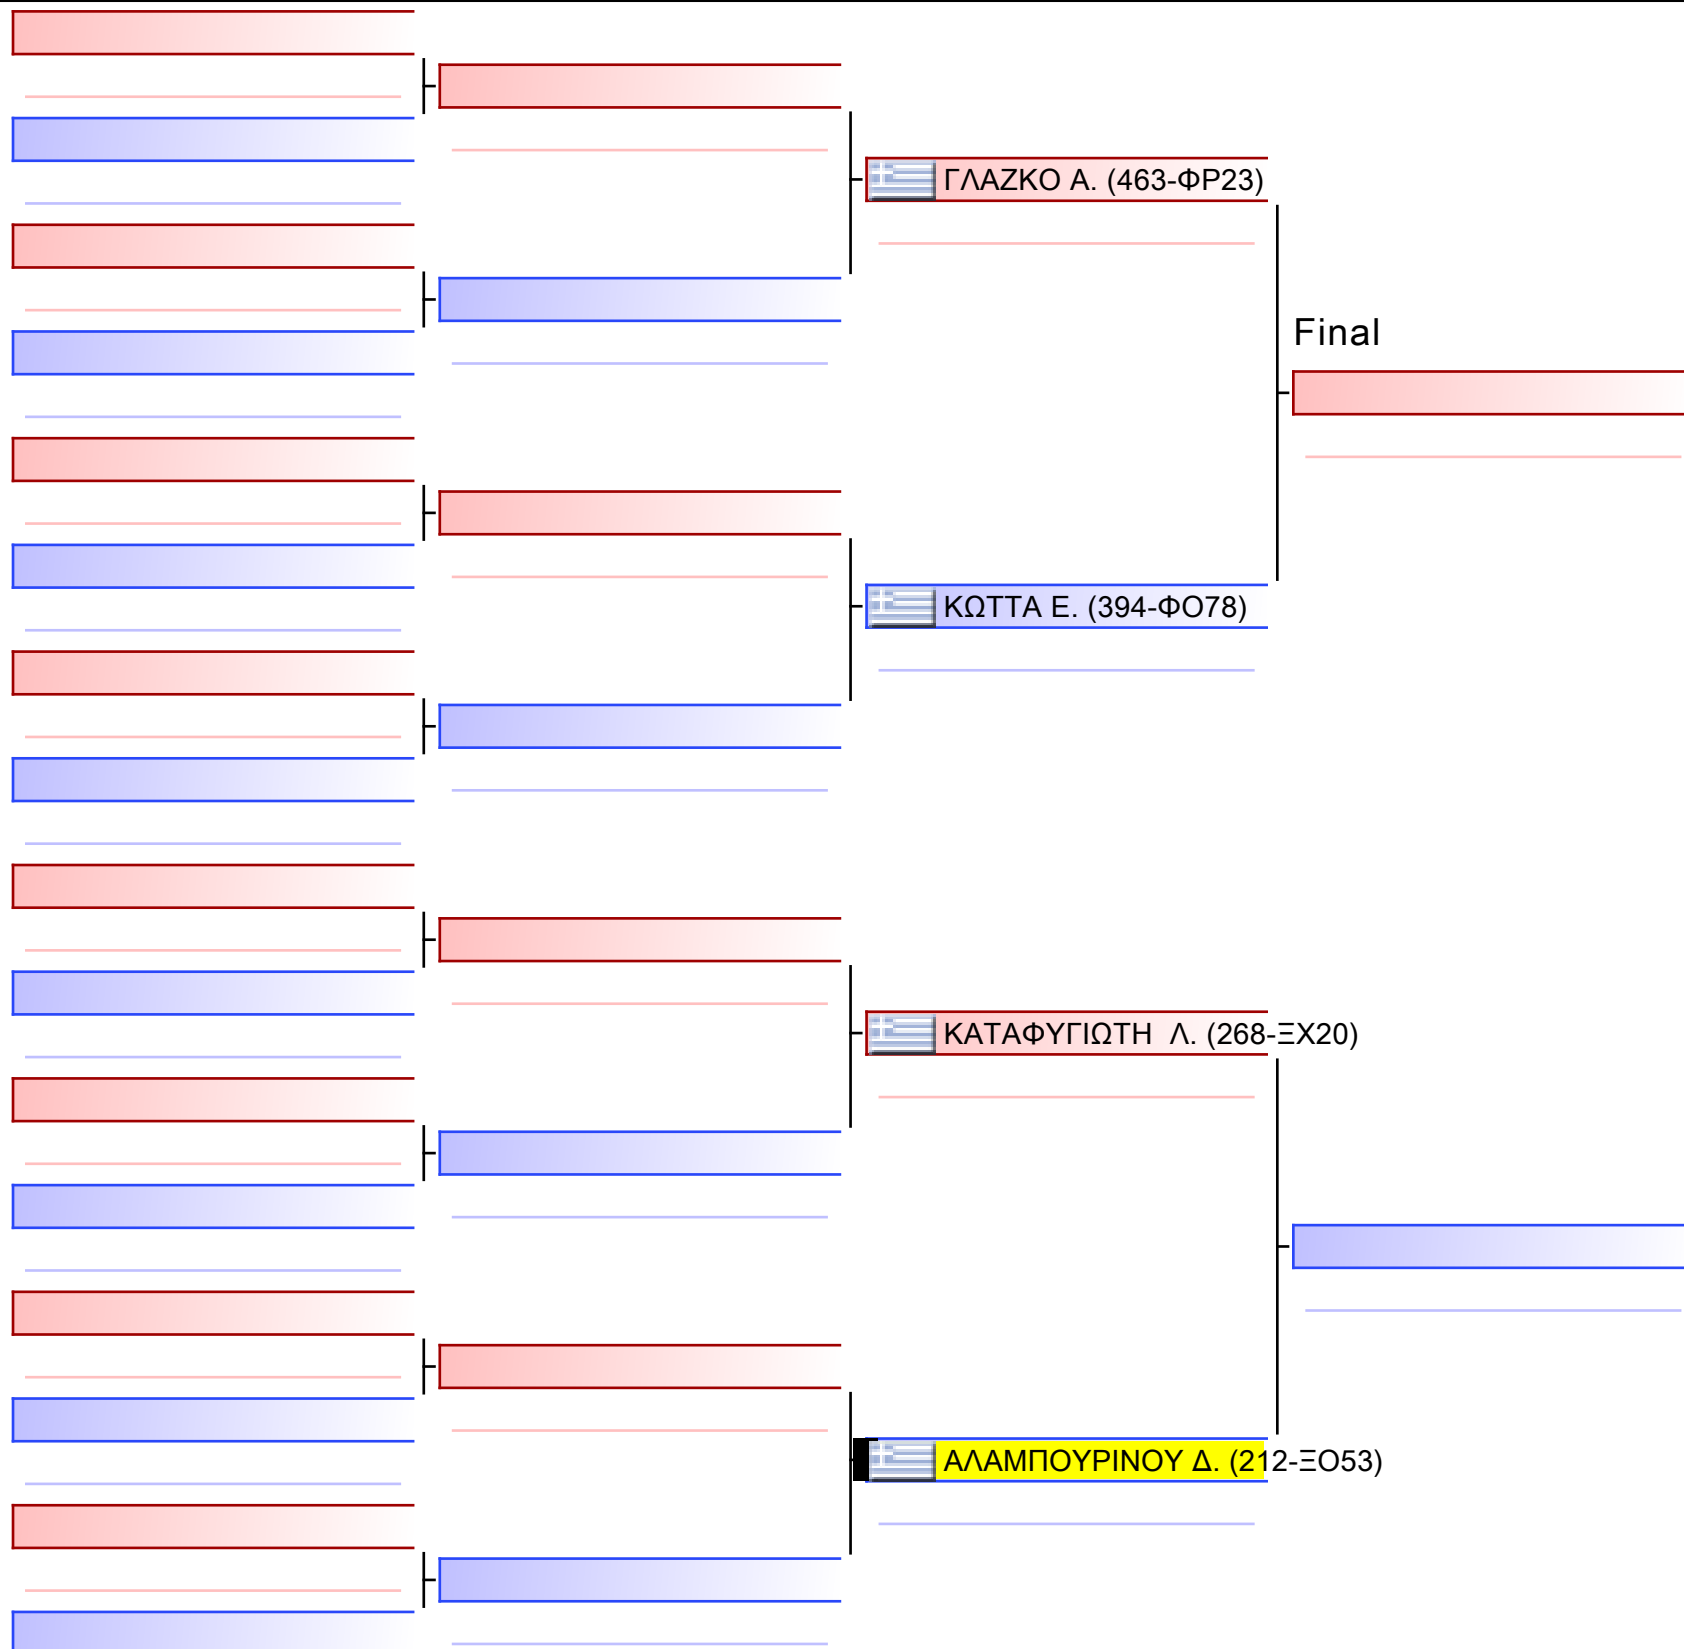 ΓΛΑΖΚΟ Α. (463-ΦΡ23)
Final
ΚΩΤΤΑ Ε. (394-ΦΟ78)
ΚΑΤΑΦΥΓΙΩΤΗ  Λ. (268-ΞΧ20)
ΑΛΑΜΠΟΥΡΙΝΟΥ Δ. (212-ΞΟ53)